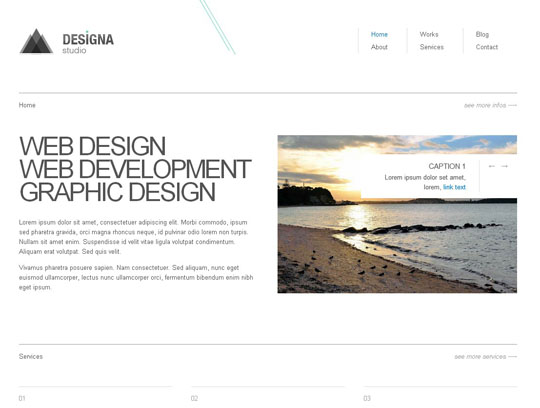 DESIGNA
studio
Home
Works
Blog
About
Services
Contact
Home
see more infos
WEB DESIGN
WEB DEVELOPMENT
GRAPHIC DESIGN
CAPTION 1
Lorem ipsum dolor set amet,
lorem, link text
Lorem ipsum dolor sit amet, consectetuer adipiscing elit. Morbi commodo, ipsum
sed pharetra gravda, orci magna rhoncus neque, id pulvinar odio lorem non turpis.
Nullam sit amet enim. Suspendisse id velit vitae ligula volutpat condimentum.
Aliquam erat volutpat. Sed quis velit.
Vivamus pharetra posuere sapien. Nam consectetuer. Sed aliquam, nunc eget
euismod ullamcorper, lectus nunc ullamcorper orci, fermentum bibendum enim nibh
eget ipsum.
Services
see more services
01
02
03